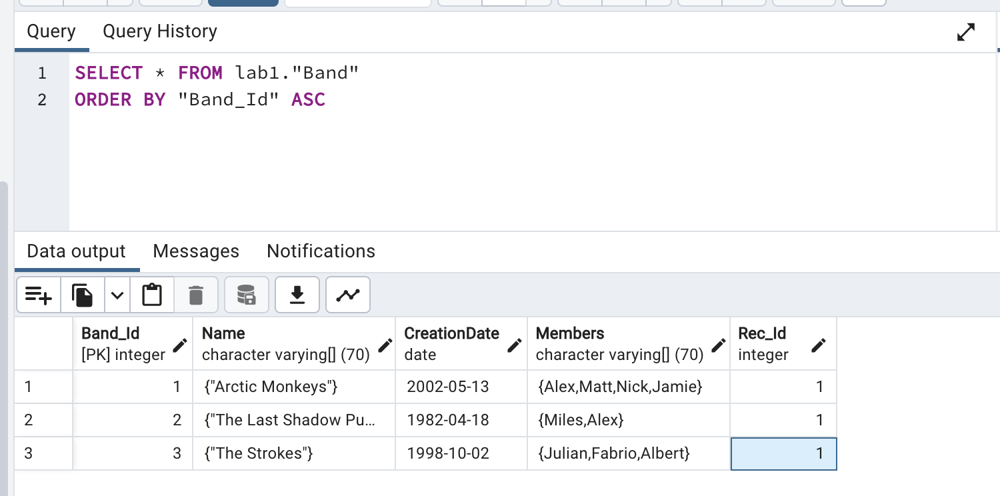 Query Query History
1 SELECT * FROM lab1."Band"
2 ORDER BY "Band_Id" ASC
Data output Messages Notifications
Band_Id Name CreationDate Members Rec_Id
[PK] integer character varying[] (70) date character varying[] (70) integer
1 1 {"Arctic Monkeys"} 2002-05-13 {Alex,Matt,Nick,Jamie} 1
2 2 {"The Last Shadow Pu... 1982-04-18 {Miles,Alex} 1
3 3 {"The Strokes"} 1998-10-02 {Julian,Fabrio,Albert} 1